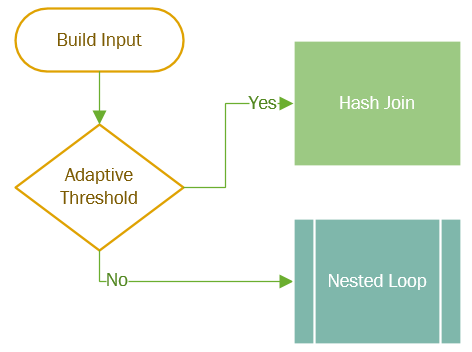 Build Input
Yes
Hash Join
Adaptive
Threshold
No
Nested Loop